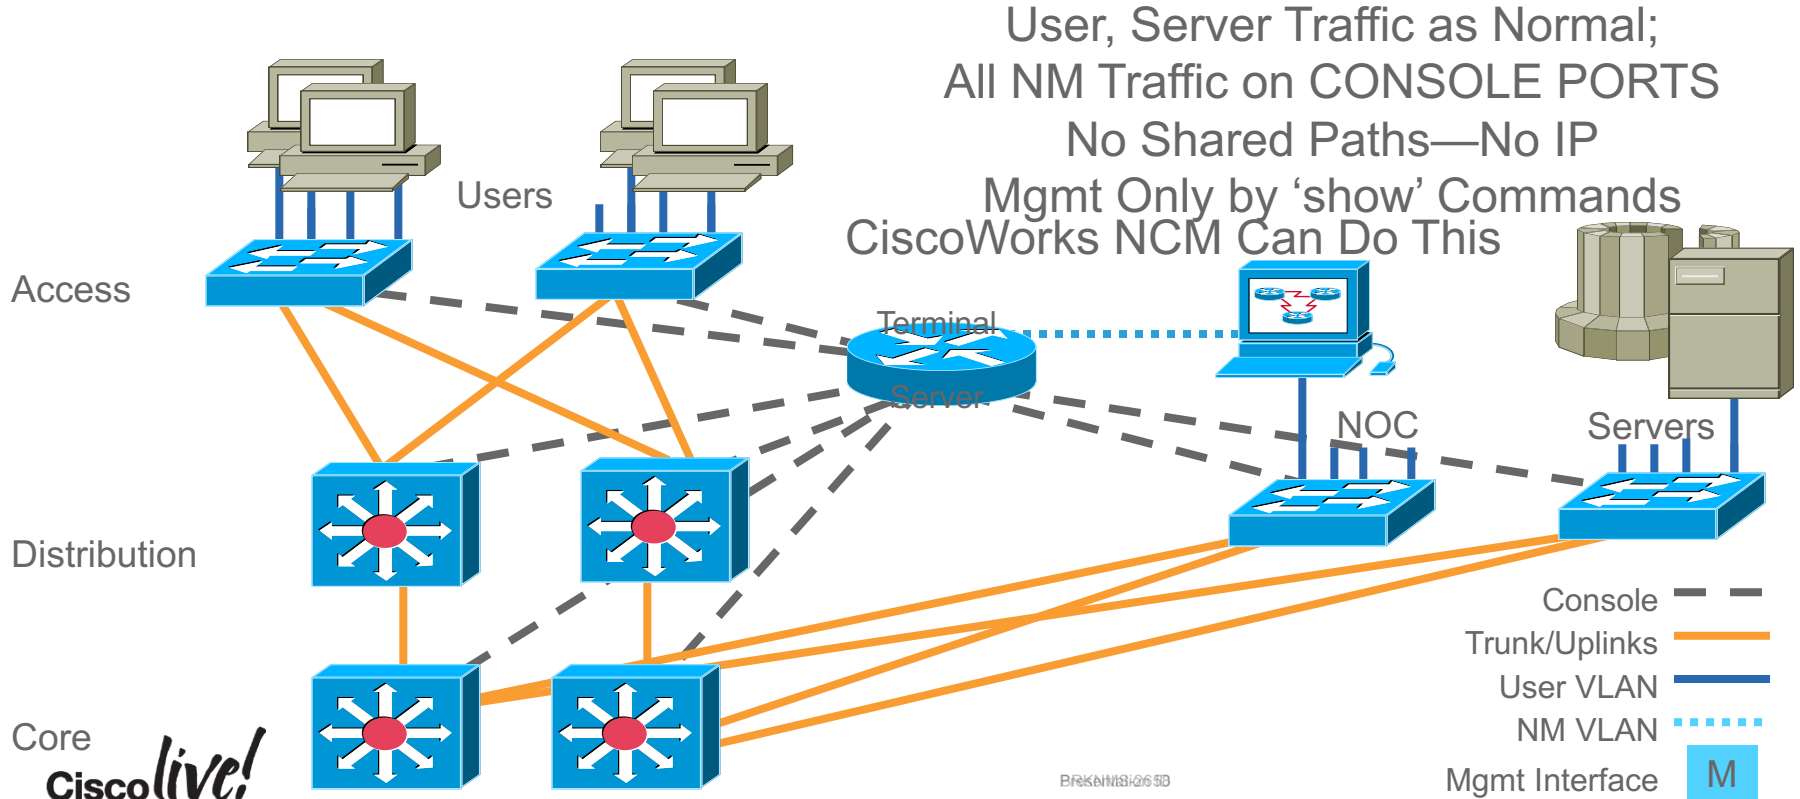 User, Server Traffic as Normal;
All NM Traffic on CONSOLE PORTS
No Shared Paths—No IP
Mgmt Only by ‘show’ Commands
CiscoWorks NCM Can Do This
Users
Access
Terminal
Server
NOC
Servers
Distribution
Console
Trunk/Uplinks
User VLAN
NM VLAN
Mgmt Interface
M
Core
Cisco live!